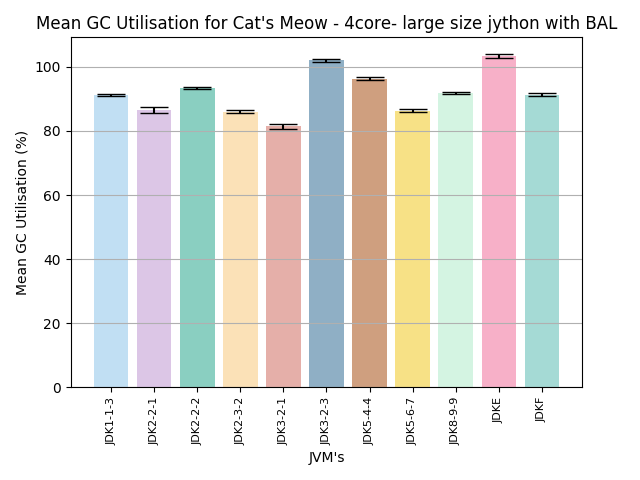 Mean GC Utilisation for Cat's Meow - 4core- large size jython with BAL
Mean GC Utilisation (%)
100
80
60
40
20
0
JDK1-1-3
JDK2-2-1
JDK2-2-2
JDK2-3-2
JDK3-2-1
JDK3-2-3
JDK5-4-4
JDK5-6-7
JDK8-9-9
JDKE
JDKF
JVM's